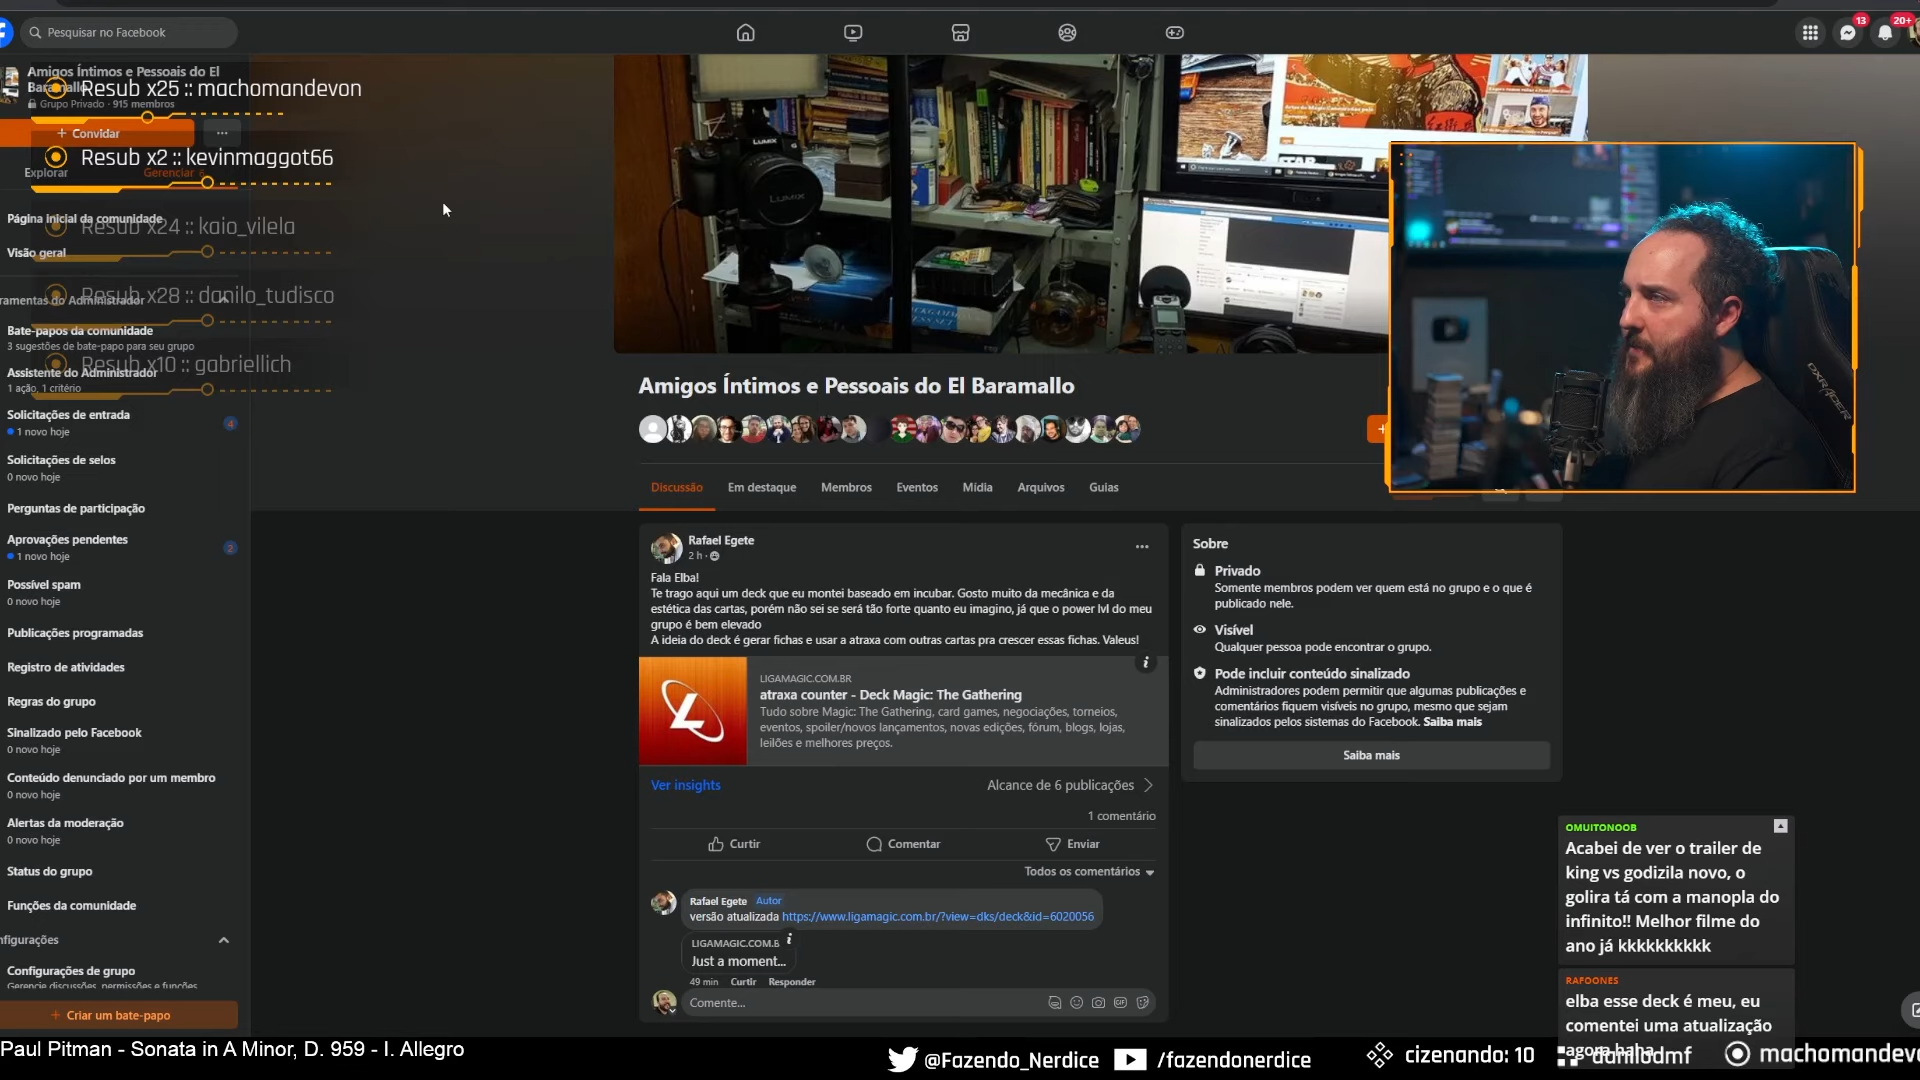 Pesquisar no Facebook
13
20+
Amigos Íntimos e Pessoais do El
Grupo Privado · 915 membros
+ Convidar
Resub x25 :: machomandevon
Resub x2 :: kevinmaggot66
Resub x24 :: kaio_vilela
Resub x28 :: danilo_tudisco
Resub x10 :: gabriellich
Explorar
Gerenciar
Página inicial da comunidade
Visão geral
ramentas do Administrador
Bate-papos da comunidade
3 sugestões de bate-papo para seu grupo
Assistente do Administrador
1 ação, 1 critério
Solicitações de entrada
1 novo hoje
4
Solicitações de selos
0 novo hoje
Perguntas de participação
Aprovações pendentes
1 novo hoje
2
Possível spam
0 novo hoje
Publicações programadas
Registro de atividades
Regras do grupo
Sinalizado pelo Facebook
0 novo hoje
Conteúdo denunciado por um membro
0 novo hoje
Alertas da moderação
0 novo hoje
Status do grupo
Funções da comunidade
nfigurações
Configurações de grupo
Gerencie discussões, permissões e funções
+ Criar um bate-papo
LUMIX
LUMIX
DXRACER
Amigos Íntimos e Pessoais do El Baramallo
Discussão
Em destaque
Membros
Eventos
Mídia
Arquivos
Guias
Rafael Egete
2 h ·
Fala Elba!
Te trago aqui um deck que eu montei baseado em incubar. Gosto muito da mecânica e da
estética das cartas, porém não sei se será tão forte quanto eu imagino, já que o power lvl do meu
grupo é bem elevado
A ideia do deck é gerar fichas e usar a atraxa com outras cartas pra crescer essas fichas. Valeus!
LIGAMAGIC.COM.BR
atraxa counter - Deck Magic: The Gathering
Tudo sobre Magic: The Gathering, card games, negociações, torneios,
eventos, spoiler/novos lançamentos, novas edições, fórum, blogs, lojas,
leilões e melhores preços.
Ver insights
Alcance de 6 publicações
1 comentário
Curtir
Comentar
Enviar
Todos os comentários
Rafael Egete Autor
versão atualizada https://www.ligamagic.com.br/?view=dks/deck&id=6020056
LIGAMAGIC.COM.B
Just a moment...
49 min Curtir Responder
Comente...
Sobre
Privado
Somente membros podem ver quem está no grupo e o que é
publicado nele.
Visível
Qualquer pessoa pode encontrar o grupo.
Pode incluir conteúdo sinalizado
Administradores podem permitir que algumas publicações e
comentários fiquem visíveis no grupo, mesmo que sejam
sinalizados pelos sistemas do Facebook. Saiba mais
Saiba mais
OMUITONOOB
Acabei de ver o trailer de
king vs godizila novo, o
golira tá com a manopla do
infinito!! Melhor filme do
ano já kkkkkkkkkk
RAFOONES
elba esse deck é meu, eu
comentei uma atualização
agora haha
Paul Pitman - Sonata in A Minor, D. 959 - I. Allegro
@Fazendo_Nerdice
/fazendonerdice
cizenando: 10
danilodmf
machomandevo